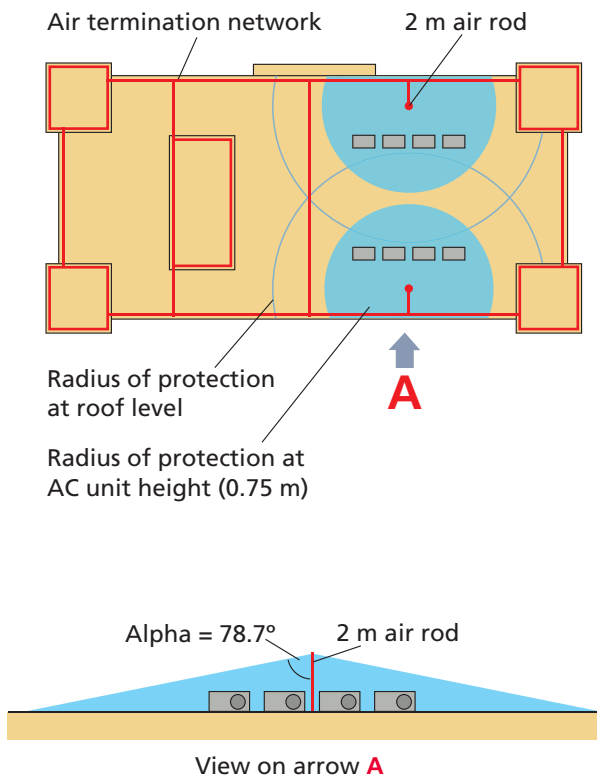 Air termination network
2 m air rod
A
Radius of protection
at roof level
Radius of protection at
AC unit height (0.75 m)
Alpha = 78.7º
2 m air rod
View on arrow A